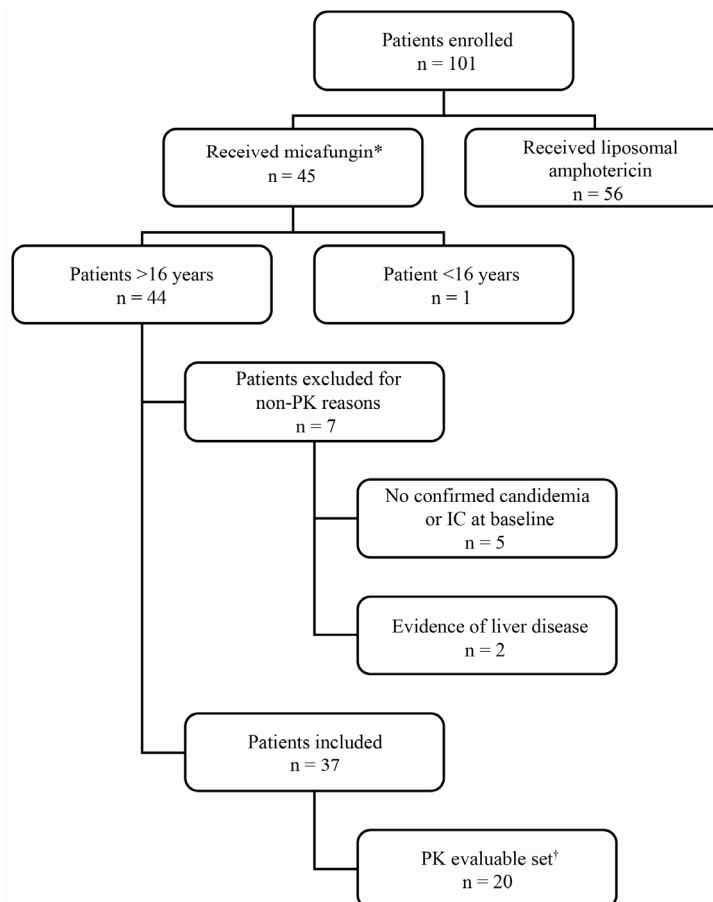 Patients enrolled
n = 101
Received micafungin*
n = 45
Received liposomal
amphotericin
n = 56
Patients >16 years
n = 44
Patient <16 years
n = 1
Patients excluded for
non-PK reasons
n = 7
No confirmed candidemia
or IC at baseline
n = 5
Evidence of liver disease
n = 2
Patients included
n = 37
PK evaluable set†
n = 20